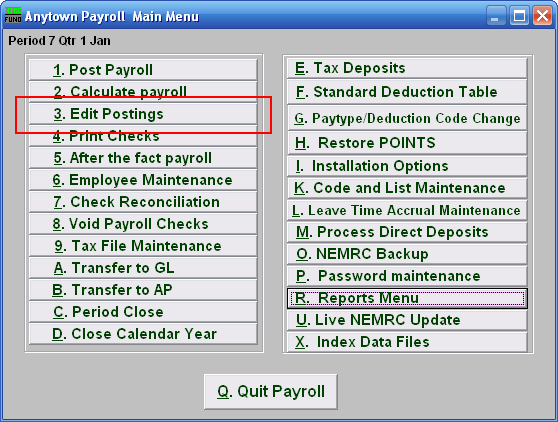 Anytown Payroll Main Menu
Period 7 Qtr 1 Jan
1. Post Payroll
2. Calculate payroll
3. Edit Postings
4. Print Checks
5. After the fact payroll
6. Employee Maintenance
7. Check Reconciliation
8. Void Payroll Checks
9. Tax File Maintenance
A. Transfer to GL
B. Transfer to AP
C. Period Close
D. Close Calendar Year
E. Tax Deposits
F. Standard Deduction Table
G. Paytype/Deduction Code Change
H. Restore POINTS
I. Installation Options
K. Code and List Maintenance
L. Leave Time Accrual Maintenance
M. Process Direct Deposits
O. NEMRC Backup
P. Password maintenance
R. Reports Menu
U. Live NEMRC Update
X. Index Data Files
Q. Quit Payroll